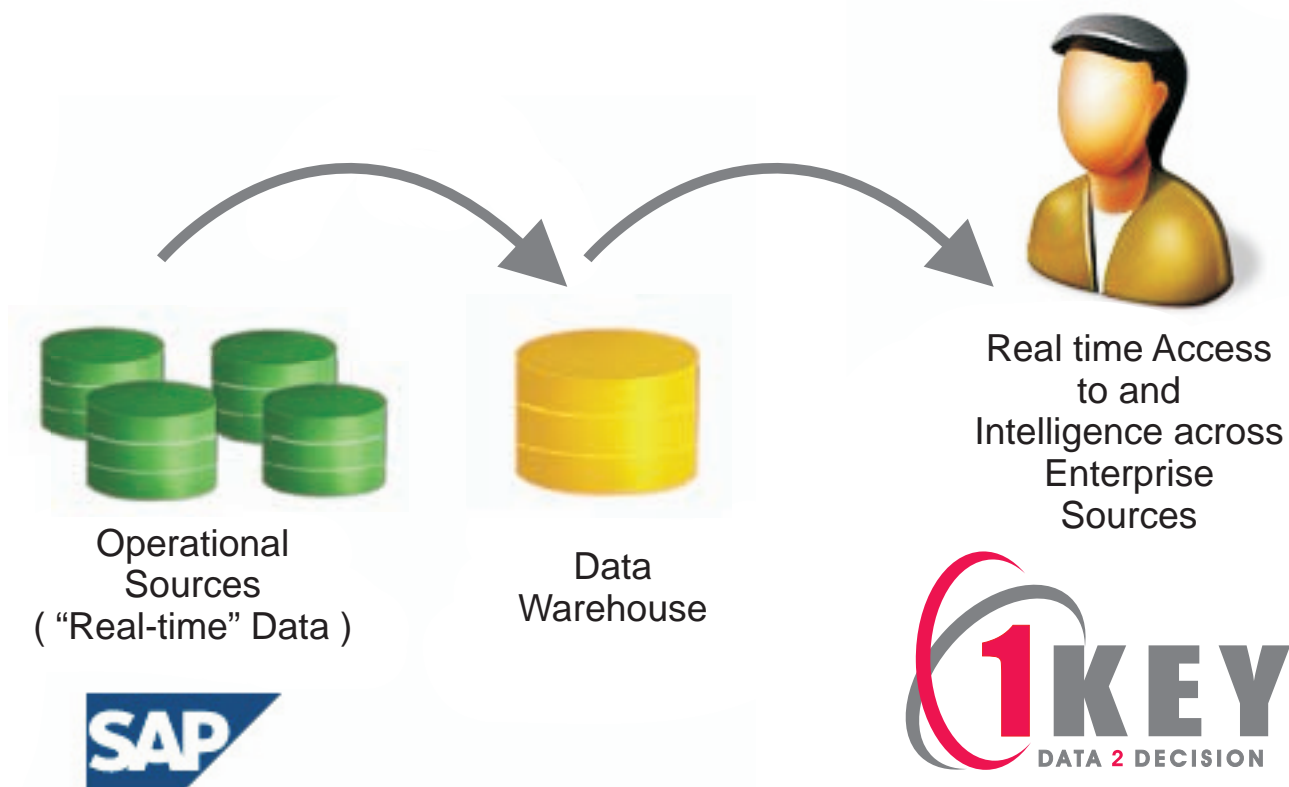 Operational
Sources
( “Real-time” Data )
SAP
Data
Warehouse
Real time Access
to and
Intelligence across
Enterprise
Sources
1KEY
DATA 2 DECISION